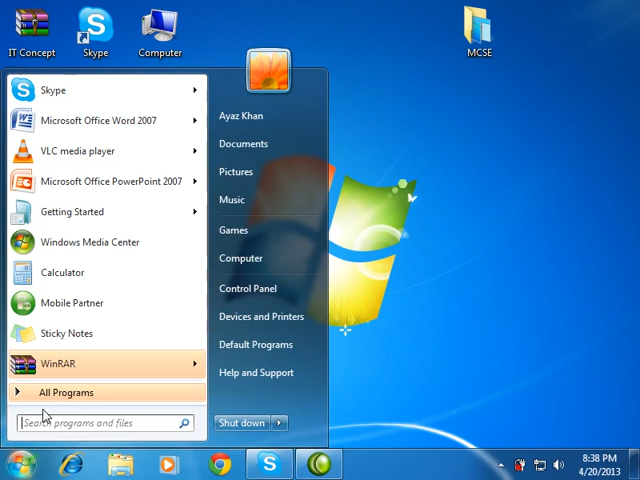 IT Concept
Skype
Computer
MCSE
Skype
Microsoft Office Word 2007
VLC media player
Microsoft Office PowerPoint 2007
Getting Started
Windows Media Center
Calculator
Mobile Partner
Sticky Notes
WinRAR
All Programs
Search programs and files
Ayaz Khan
Documents
Pictures
Music
Games
Computer
Control Panel
Devices and Printers
Default Programs
Help and Support
Shut down
8:38 PM
4/20/2013